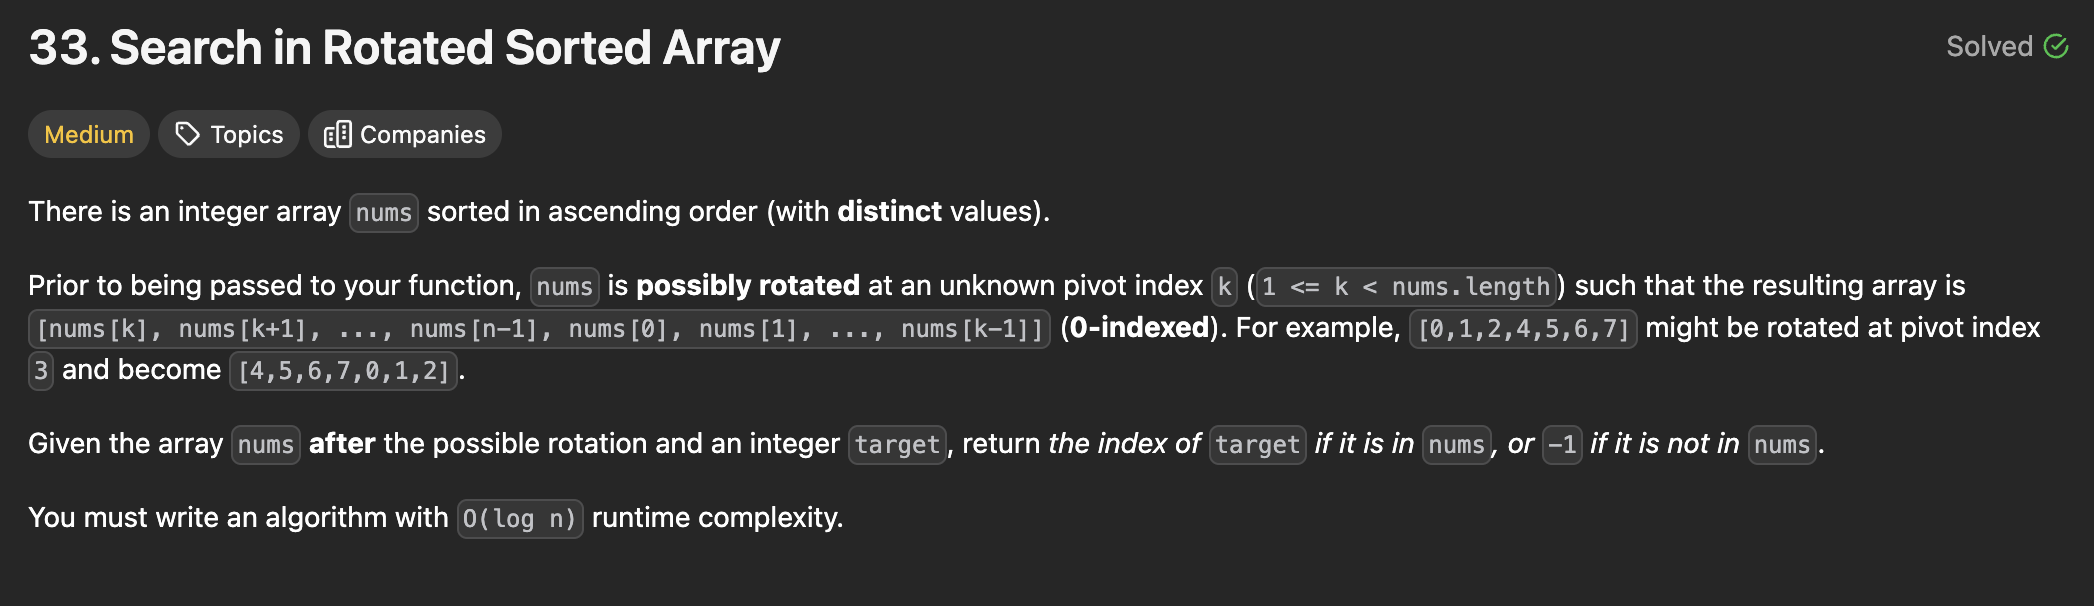 33. Search in Rotated Sorted Array
Solved
Medium
Topics
Companies
There is an integer array nums sorted in ascending order (with distinct values).
Prior to being passed to your function, nums is possibly rotated at an unknown pivot index k (1 <= k < nums.length) such that the resulting array is
[nums[k], nums[k+1], ..., nums[n-1], nums[0], nums[1], ..., nums[k-1]] (0-indexed). For example, [0,1,2,4,5,6,7] might be rotated at pivot index
3 and become [4,5,6,7,0,1,2].
Given the array nums after the possible rotation and an integer target, return the index of target if it is in nums, or -1 if it is not in nums.
You must write an algorithm with O(log n) runtime complexity.